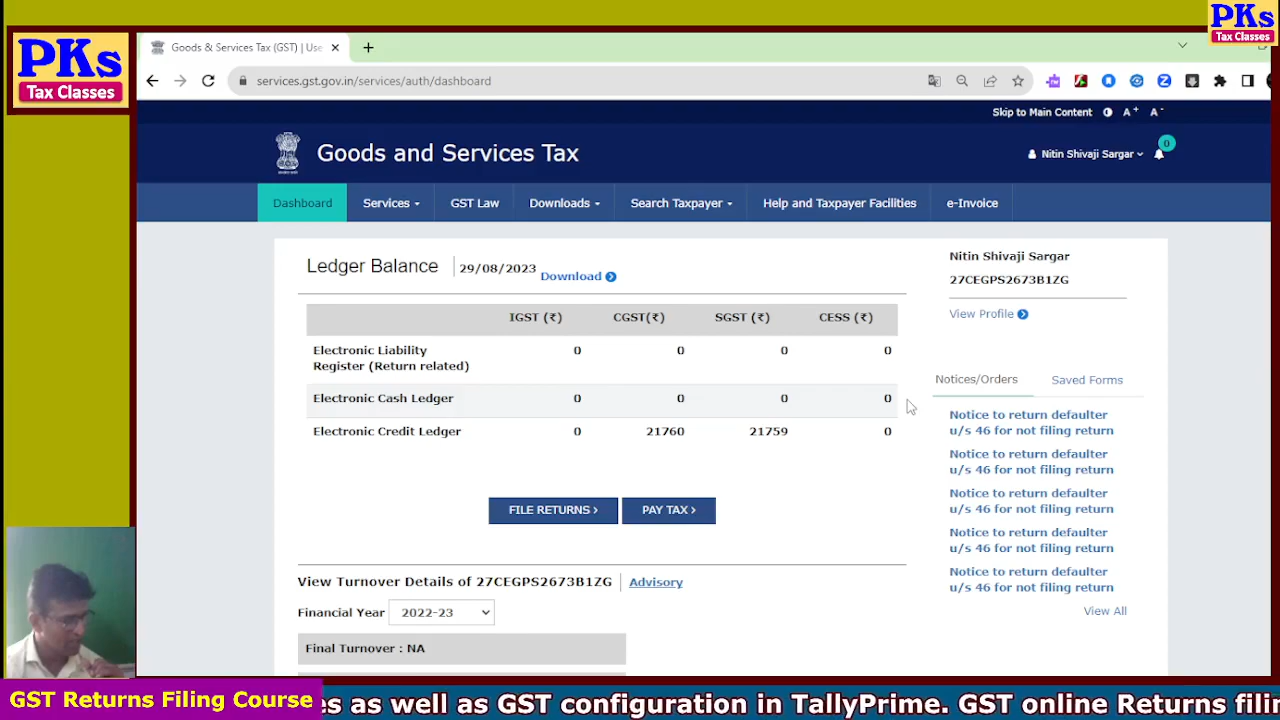 PKs
Tax Classes
PKs
Tax Classes
Goods & Services Tax (GST) | Use
services.gst.gov.in/services/auth/dashboard
Skip to Main Content A+ A-
Goods and Services Tax
Nitin Shivaji Sargar 0
Dashboard Services GST Law Downloads Search Taxpayer Help and Taxpayer Facilities e-Invoice
Ledger Balance 29/08/2023 Download
IGST (₹) CGST(₹) SGST (₹) CESS (₹)
Electronic Liability
Register (Return related) 0 0 0 0
Electronic Cash Ledger 0 0 0 0
Electronic Credit Ledger 0 21760 21759 0
FILE RETURNS > PAY TAX >
View Turnover Details of 27CEGPS2673B1ZG Advisory
Financial Year 2022-23
Final Turnover : NA
Nitin Shivaji Sargar
27CEGPS2673B1ZG
View Profile
Notices/Orders Saved Forms
Notice to return defaulter
u/s 46 for not filing return
Notice to return defaulter
u/s 46 for not filing return
Notice to return defaulter
u/s 46 for not filing return
Notice to return defaulter
u/s 46 for not filing return
Notice to return defaulter
u/s 46 for not filing return
View All
GST Returns Filing Course
es as well as GST configuration in TallyPrime. GST online Returns filin